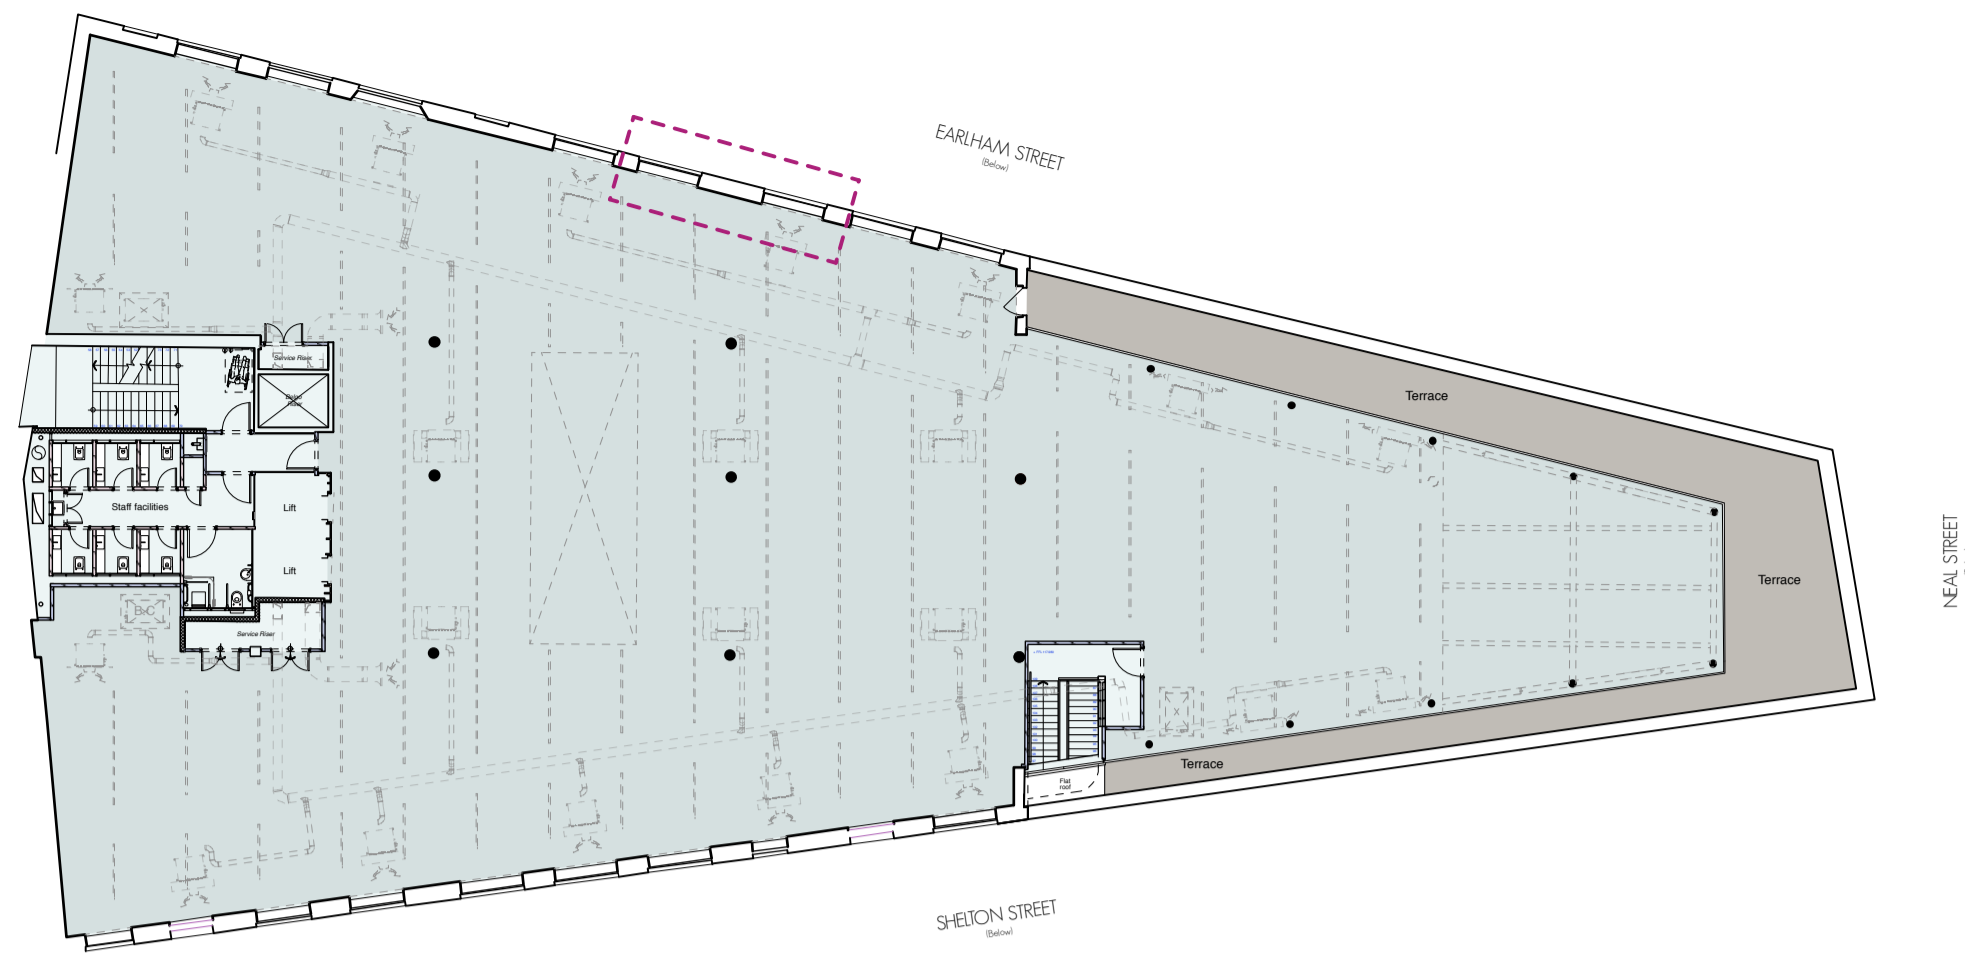 EARLHAM STREET
(Below)
Service Riser
Terrace
Staff facilities
Lift
NEAL STREET
Lift
Terrace
B×C
Service Riser
Terrace
Flat
roof
SHELTON STREET
(Below)